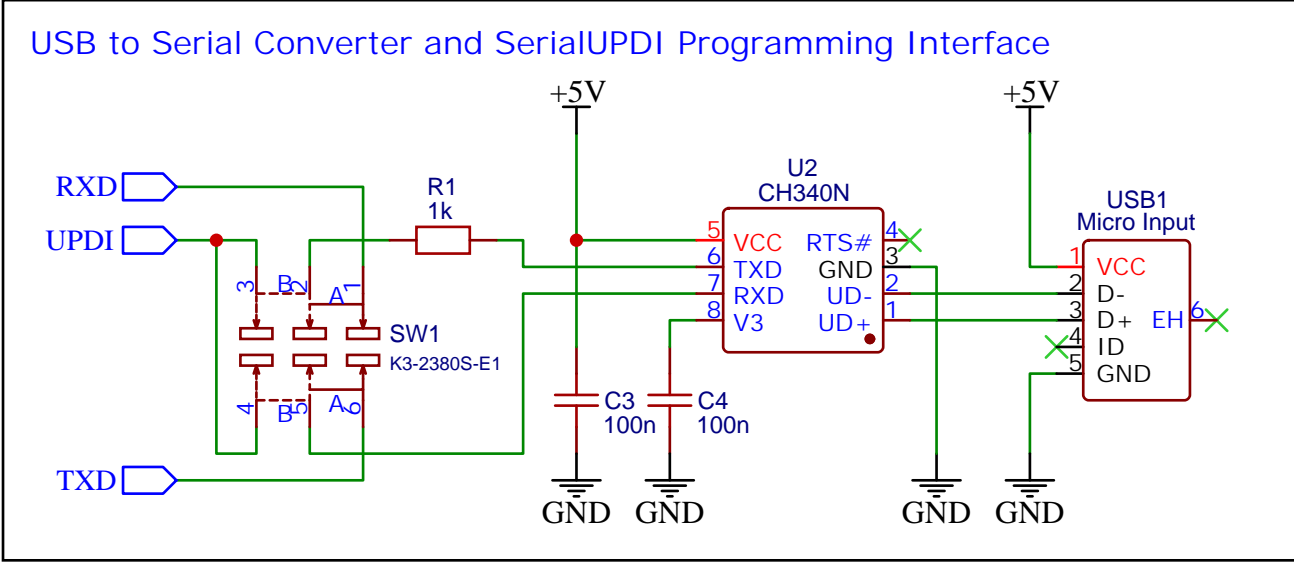 USB to Serial Converter and SerialUPDI Programming Interface
+5V
+5V
RXD
UPDI
TXD
R1
1k
3
B
2
A
1
SW1
K3-2380S-E1
4
B
5
A
6
U2
CH340N
5
VCC
6
TXD
7
RXD
8
V3
RTS#
4
GND
3
UD-
2
UD+
1
USB1
Micro Input
1
VCC
2
D-
3
D+
4
ID
5
GND
EH
6
C3
100n
C4
100n
GND
GND
GND
GND